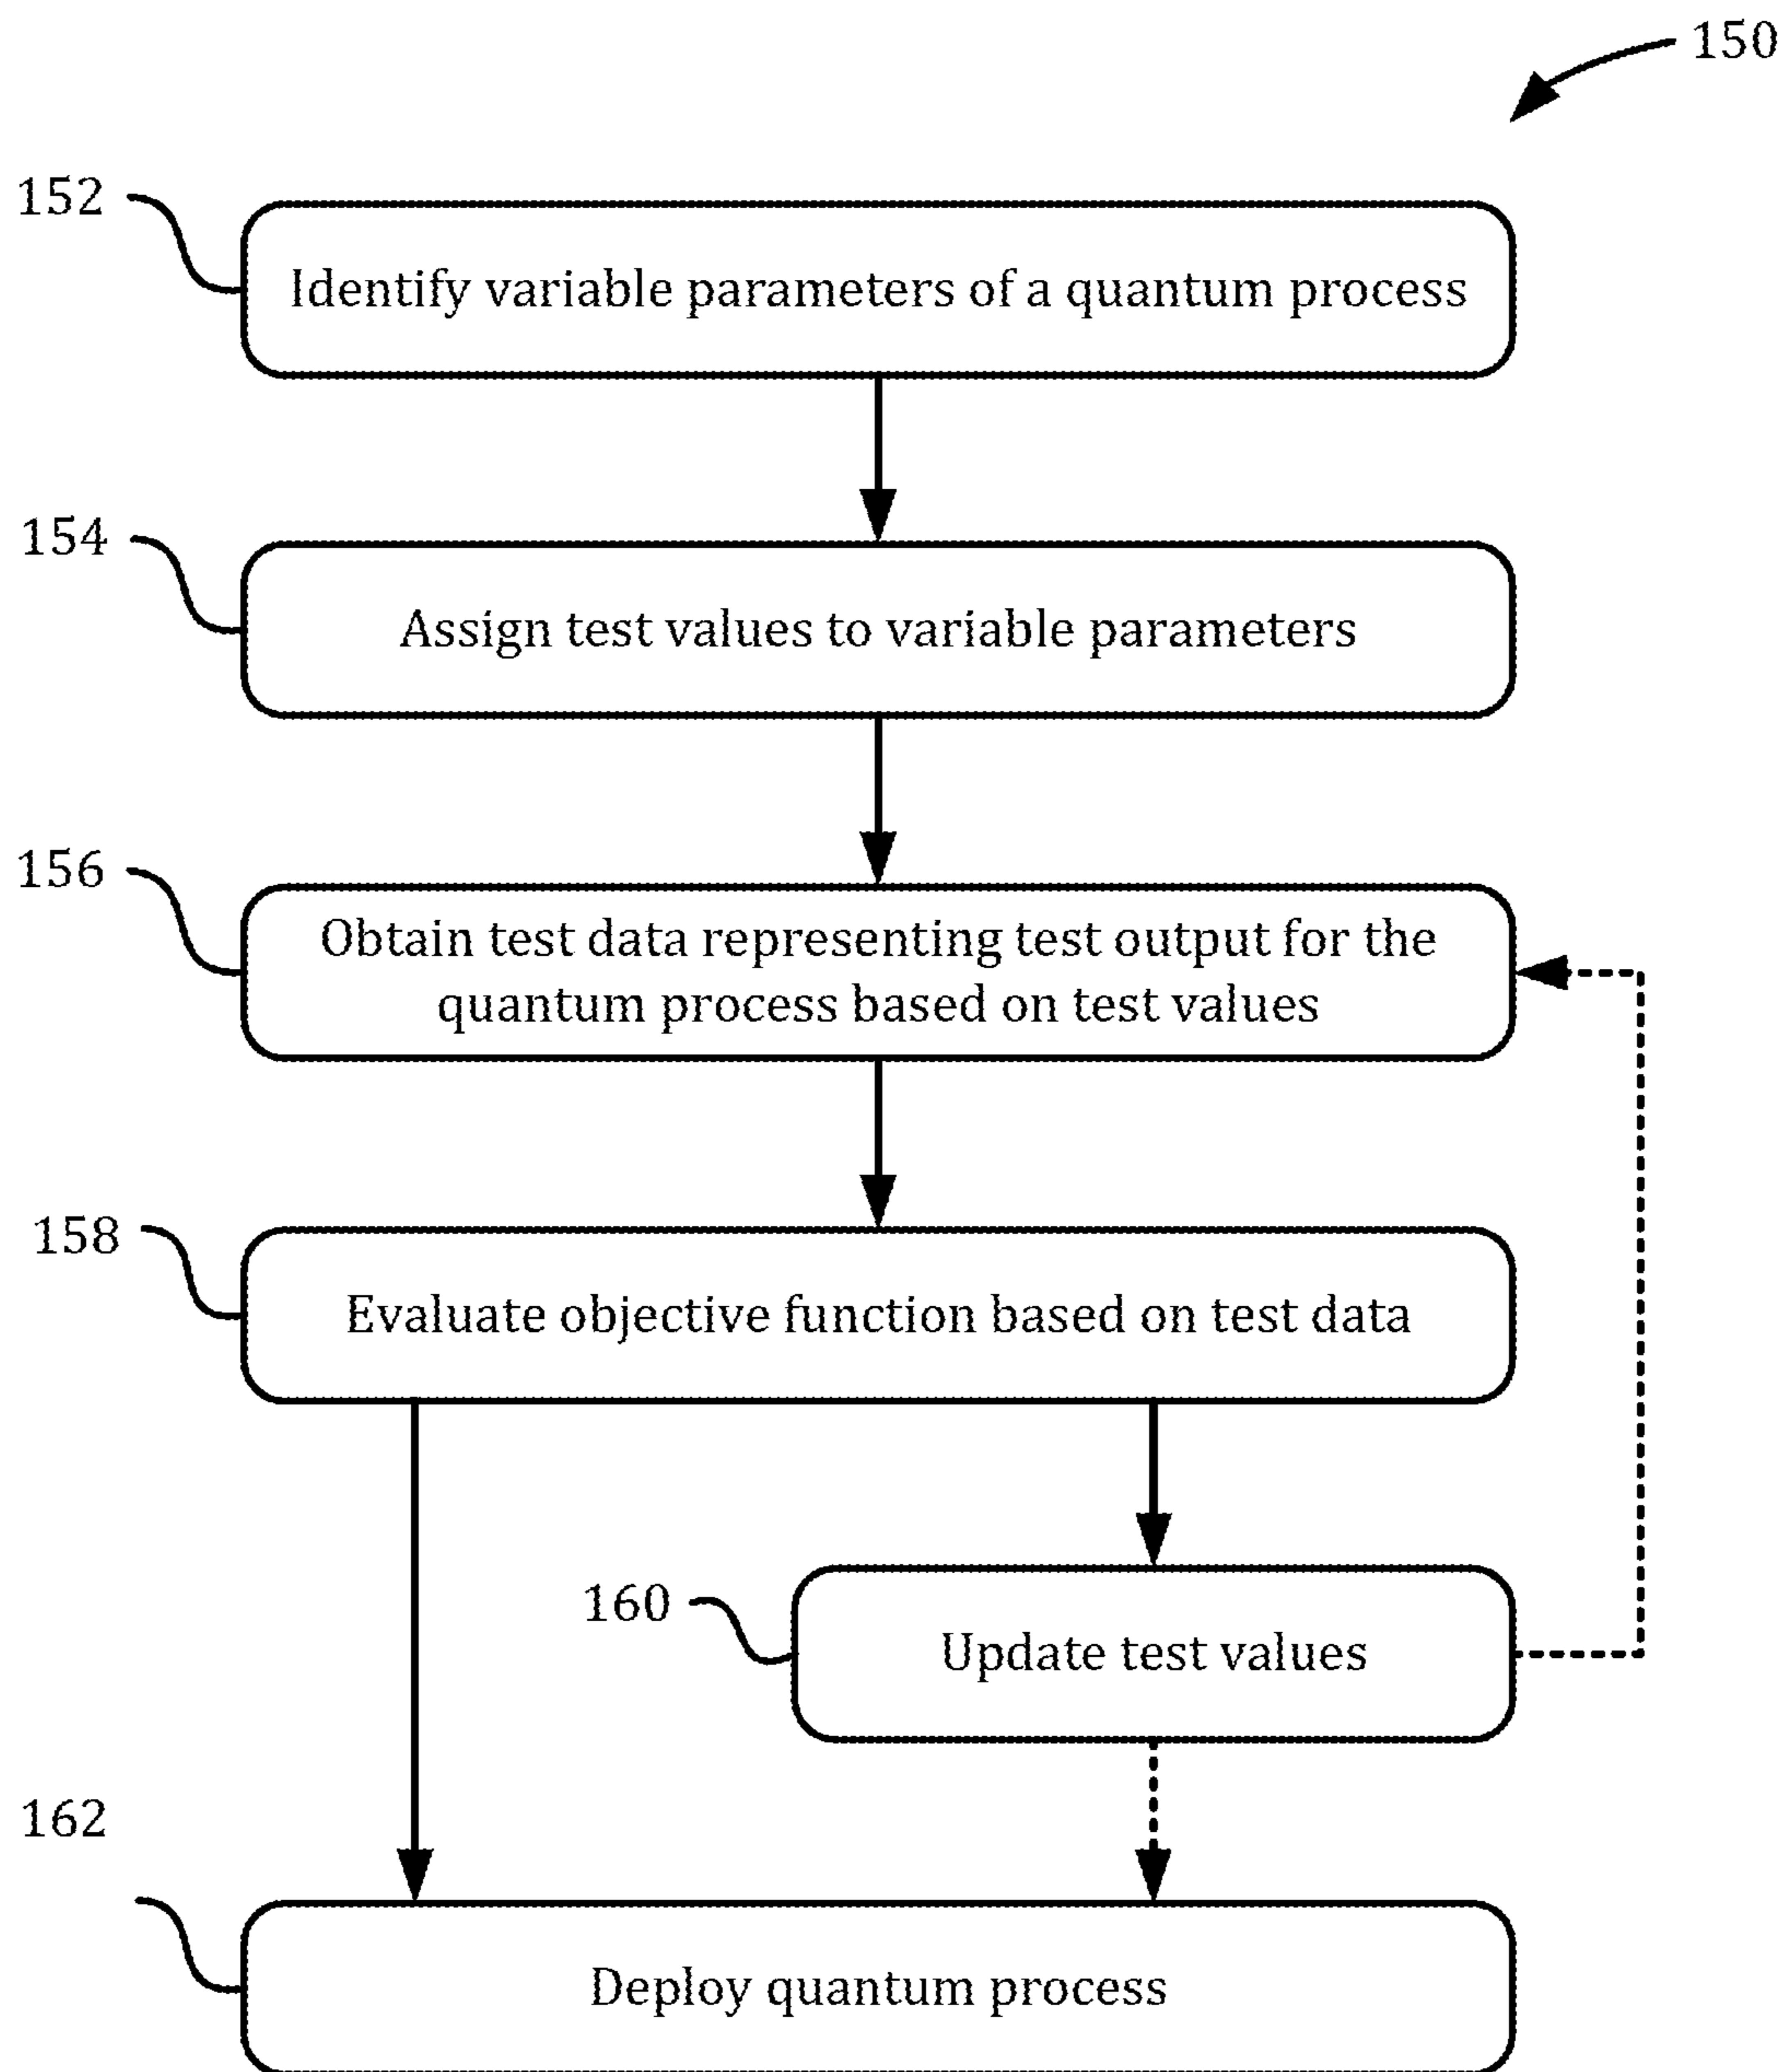 150
152
Identify variable parameters of a quantum process
154
Assign test values to variable parameters
156
Obtain test data representing test output for the
quantum process based on test values
158
Evaluate objective function based on test data
160
Update test values
162
Deploy quantum process